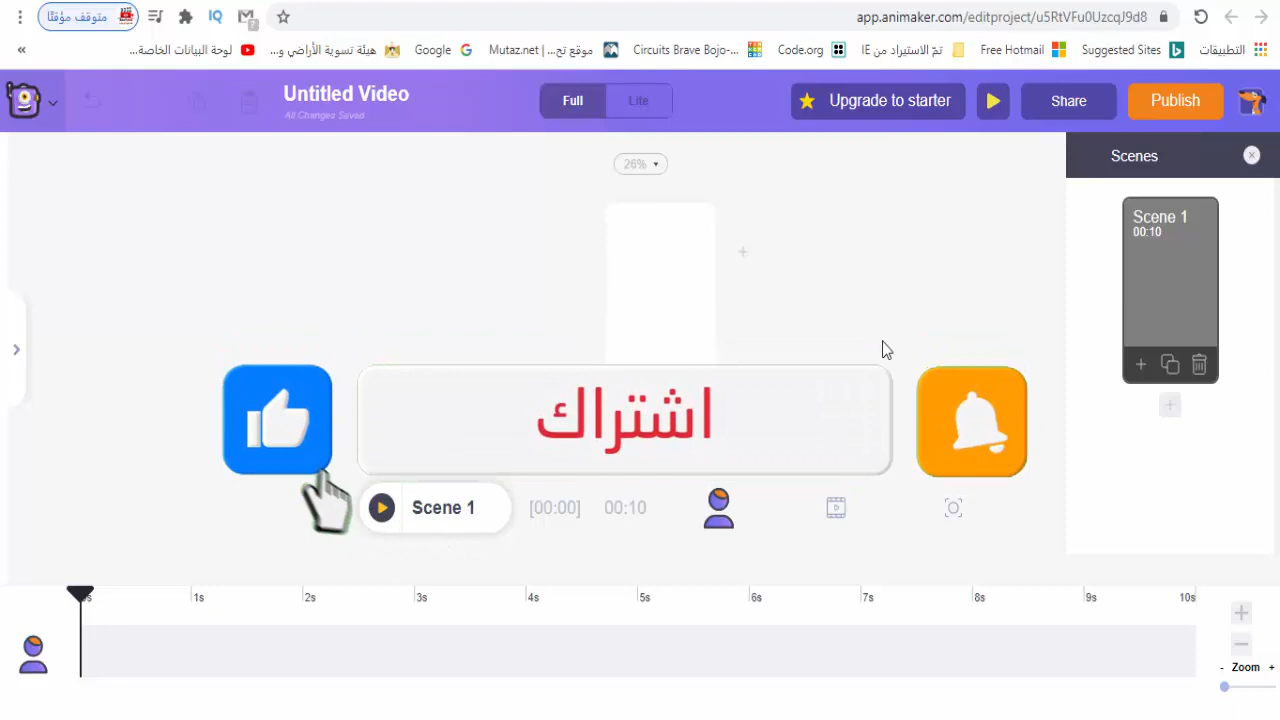 متوقف مؤقتًا
IQ
app.animaker.com/editproject/u5RtVFu0UzcqJ9d8
»
لوحة البيانات الخاصة...
هيئة تسوية الأراضي و...
Google
موقع تج... | Mutaz.net
Circuits Brave Bojo-...
Code.org
تمّ الاستيراد من IE
Free Hotmail
Suggested Sites
التطبيقات
Untitled Video
All Changes Saved
Full
Lite
Upgrade to starter
Share
Publish
26%
Scenes
Scene 1
00:10
اشتراك
Scene 1
[00:00]
00:10
1s
2s
3s
4s
5s
6s
7s
8s
9s
10s
- Zoom +